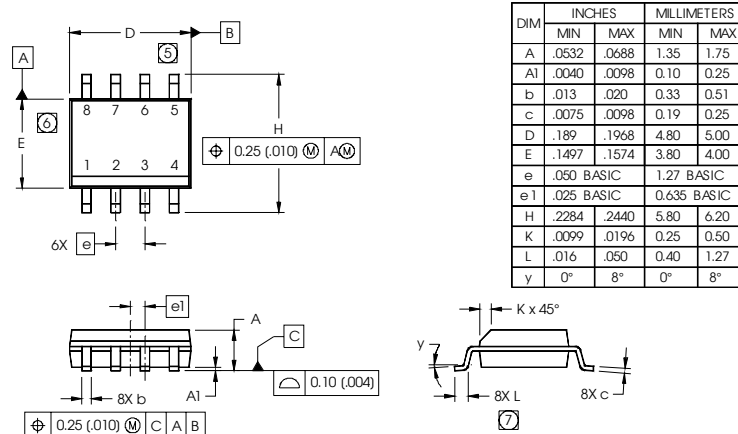 D
B
5
A
8 7 6 5
6
E
H
⌖ 0.25 (.010) Ⓜ AⓂ
1 2 3 4
6X e
e1
A
C
⌓ 0.10 (.004)
8X b
A1
⌖ 0.25 (.010) Ⓜ C A B
K x 45°
y
8X L
8X c
7
DIM INCHES MILLIMETERS
MIN MAX MIN MAX
A .0532 .0688 1.35 1.75
A1 .0040 .0098 0.10 0.25
b .013 .020 0.33 0.51
c .0075 .0098 0.19 0.25
D .189 .1968 4.80 5.00
E .1497 .1574 3.80 4.00
e .050 BASIC 1.27 BASIC
e1 .025 BASIC 0.635 BASIC
H .2284 .2440 5.80 6.20
K .0099 .0196 0.25 0.50
L .016 .050 0.40 1.27
y 0° 8° 0° 8°